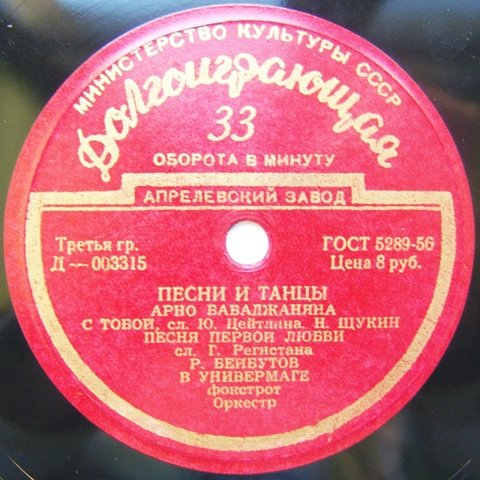 МИНИСТЕРСТВО КУЛЬТУРЫ СССР
Долгоиграющая
33
ОБОРОТА В МИНУТУ
АПРЕЛЕВСКИЙ ЗАВОД
Третья гр.
Д—003315
ГОСТ 5289-56
Цена 8 руб.
ПЕСНИ И ТАНЦЫ
АРНО БАБАДЖАНЯНА
С ТОБОЙ, сл. Ю. Цейтлина, Н. ЩУКИН
ПЕСНЯ ПЕРВОЙ ЛЮБВИ
сл. Г. Регистана
Р. БЕЙБУТОВ
В УНИВЕРМАГЕ
фокстрот
Оркестр